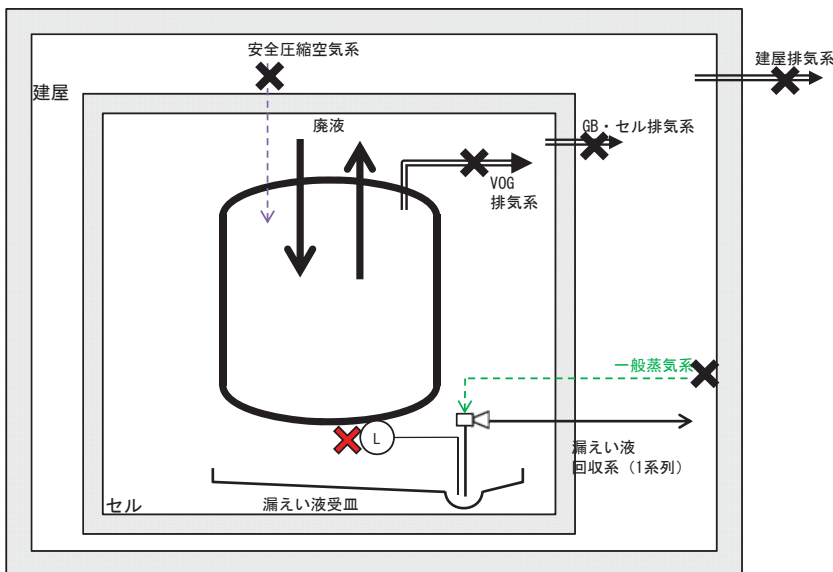 安全圧縮空気系
建屋排気系
建屋
廃液
GB・セル排気系
VOG
排気系
一般蒸気系
L
漏えい液
回収系（1系列）
セル
漏えい液受皿